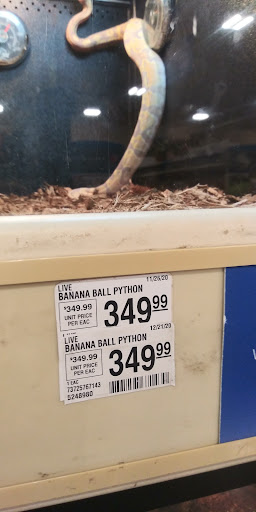 LIVE 11/25/20
BANANA BALL PYTHON
$349.99
UNIT PRICE
PER EAC
349.99
LIVE 12/21/20
BANANA BALL PYTHON
$349.99
UNIT PRICE
PER EAC
349.99
1 EAC
73725767143
5248980